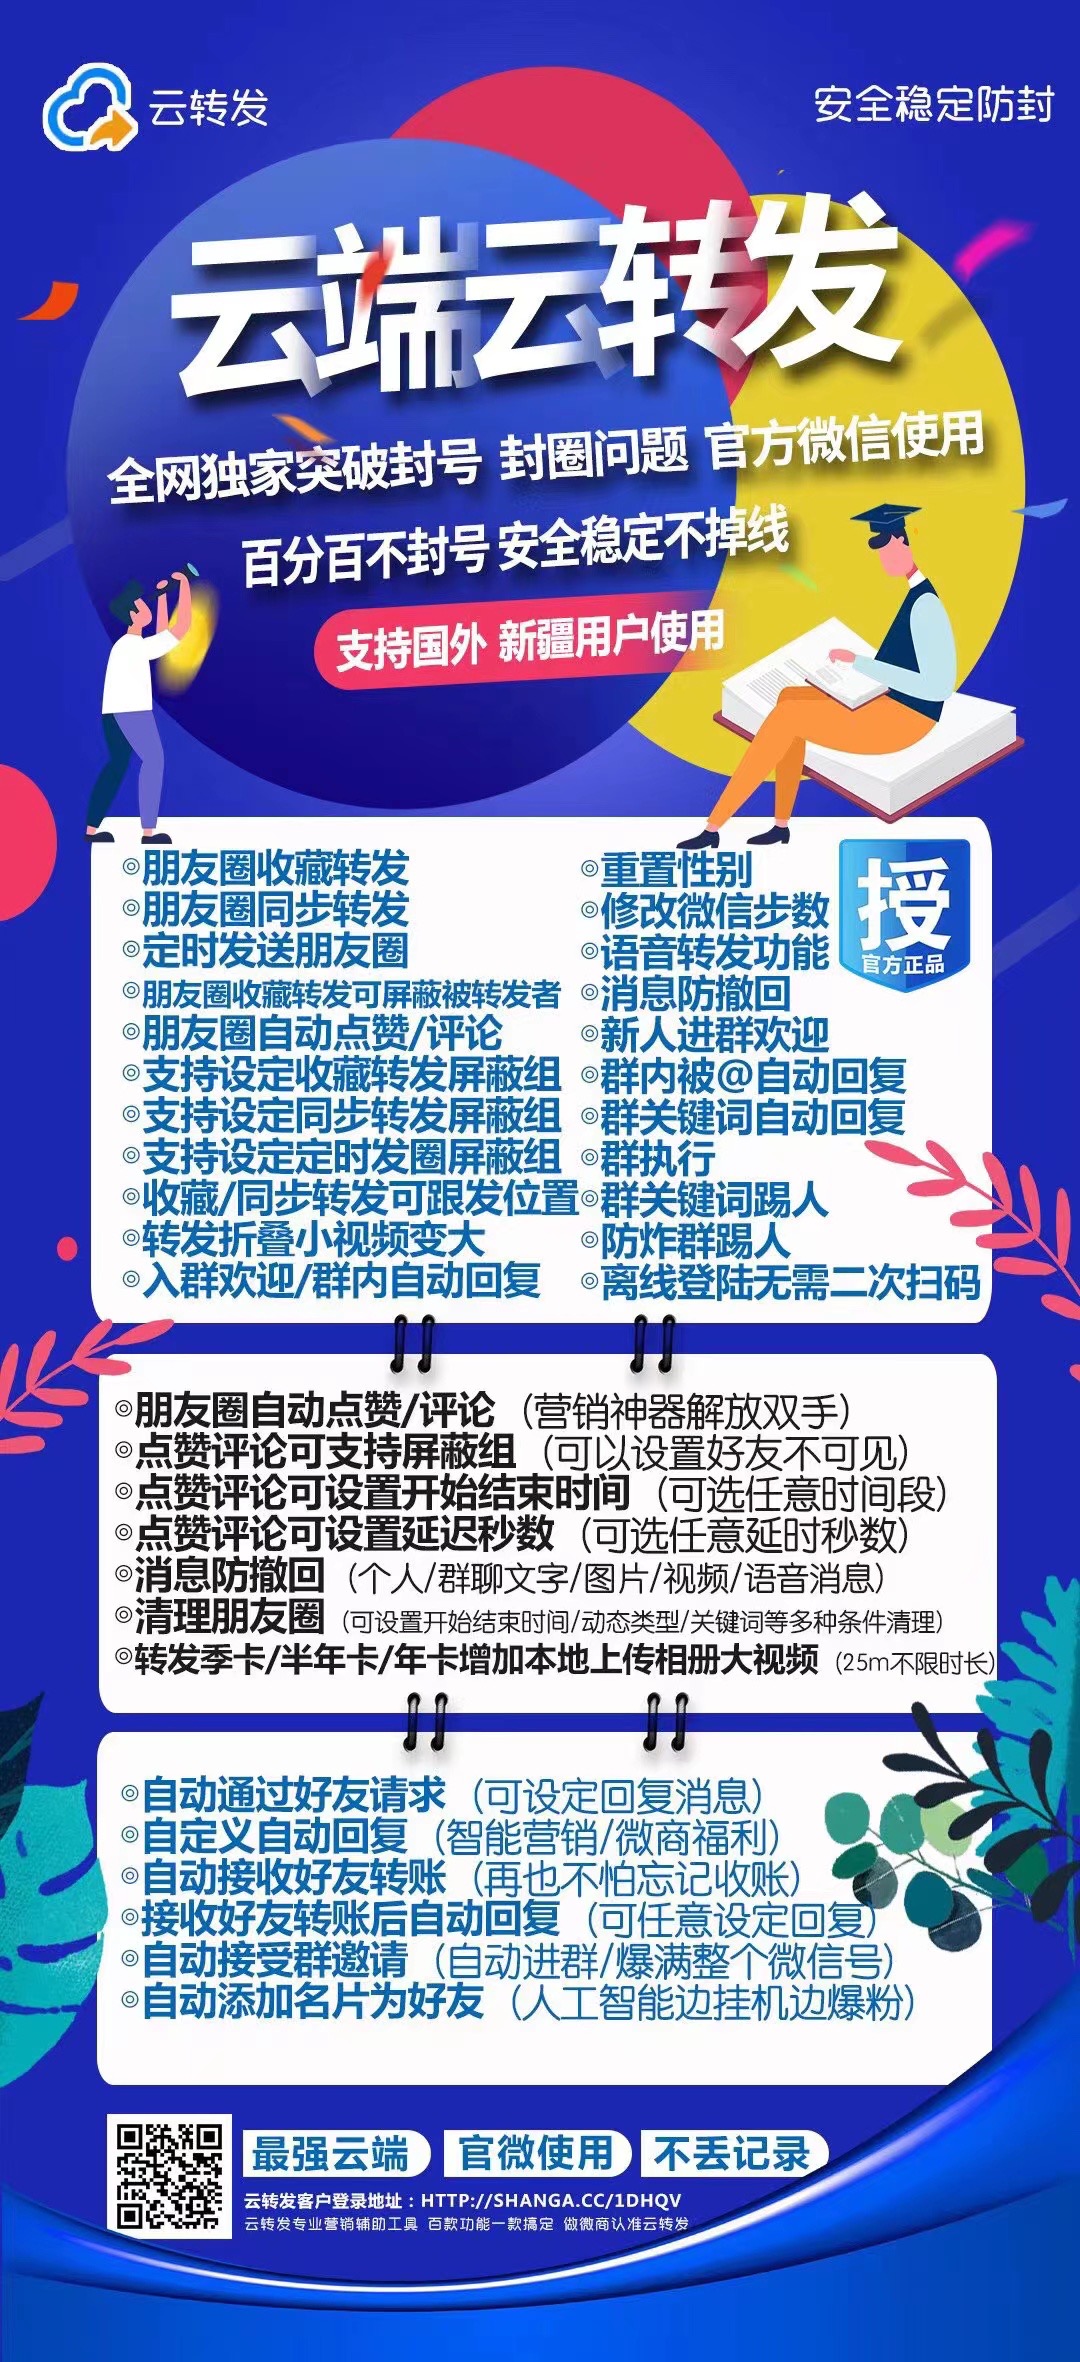 云转发
安全稳定防封
云端云转发
全网独家突破封号 封圈问题 官方微信使用
百分百不封号 安全稳定不掉线
支持国外 新疆用户使用
◎朋友圈收藏转发
◎朋友圈同步转发
◎定时发送朋友圈
◎朋友圈收藏转发可屏蔽被转发者
◎朋友圈自动点赞/评论
◎支持设定收藏转发屏蔽组
◎支持设定同步转发屏蔽组
◎支持设定定时发圈屏蔽组
◎收藏/同步转发可跟发位置
◎转发折叠小视频变大
◎入群欢迎/群内自动回复
◎重置性别
◎修改微信步数
◎语音转发功能
◎消息防撤回
◎新人进群欢迎
◎群内被@自动回复
◎群关键词自动回复
◎群执行
◎群关键词踢人
◎防炸群踢人
◎离线登陆无需二次扫码
授
官方正品
◎朋友圈自动点赞/评论（营销神器解放双手）
◎点赞评论可支持屏蔽组（可以设置好友不可见）
◎点赞评论可设置开始结束时间（可选任意时间段）
◎点赞评论可设置延迟秒数（可选任意延时秒数）
◎消息防撤回（个人/群聊文字/图片/视频/语音消息）
◎清理朋友圈（可设置开始结束时间/动态类型/关键词等多种条件清理）
◎转发季卡/半年卡/年卡增加本地上传相册大视频（25m不限时长）
◎自动通过好友请求（可设定回复消息）
◎自定义自动回复（智能营销/微商福利）
◎自动接收好友转账（再也不怕忘记收账）
◎接收好友转账后自动回复（可任意设定回复）
◎自动接受群邀请（自动进群/爆满整个微信号）
◎自动添加名片为好友（人工智能边挂机边爆粉）
最强云端 官微使用 不丢记录
云转发客户登录地址：HTTP://SHANGA.CC/1DHQV
云转发专业营销辅助工具 百款功能一款搞定 做微商认准云转发